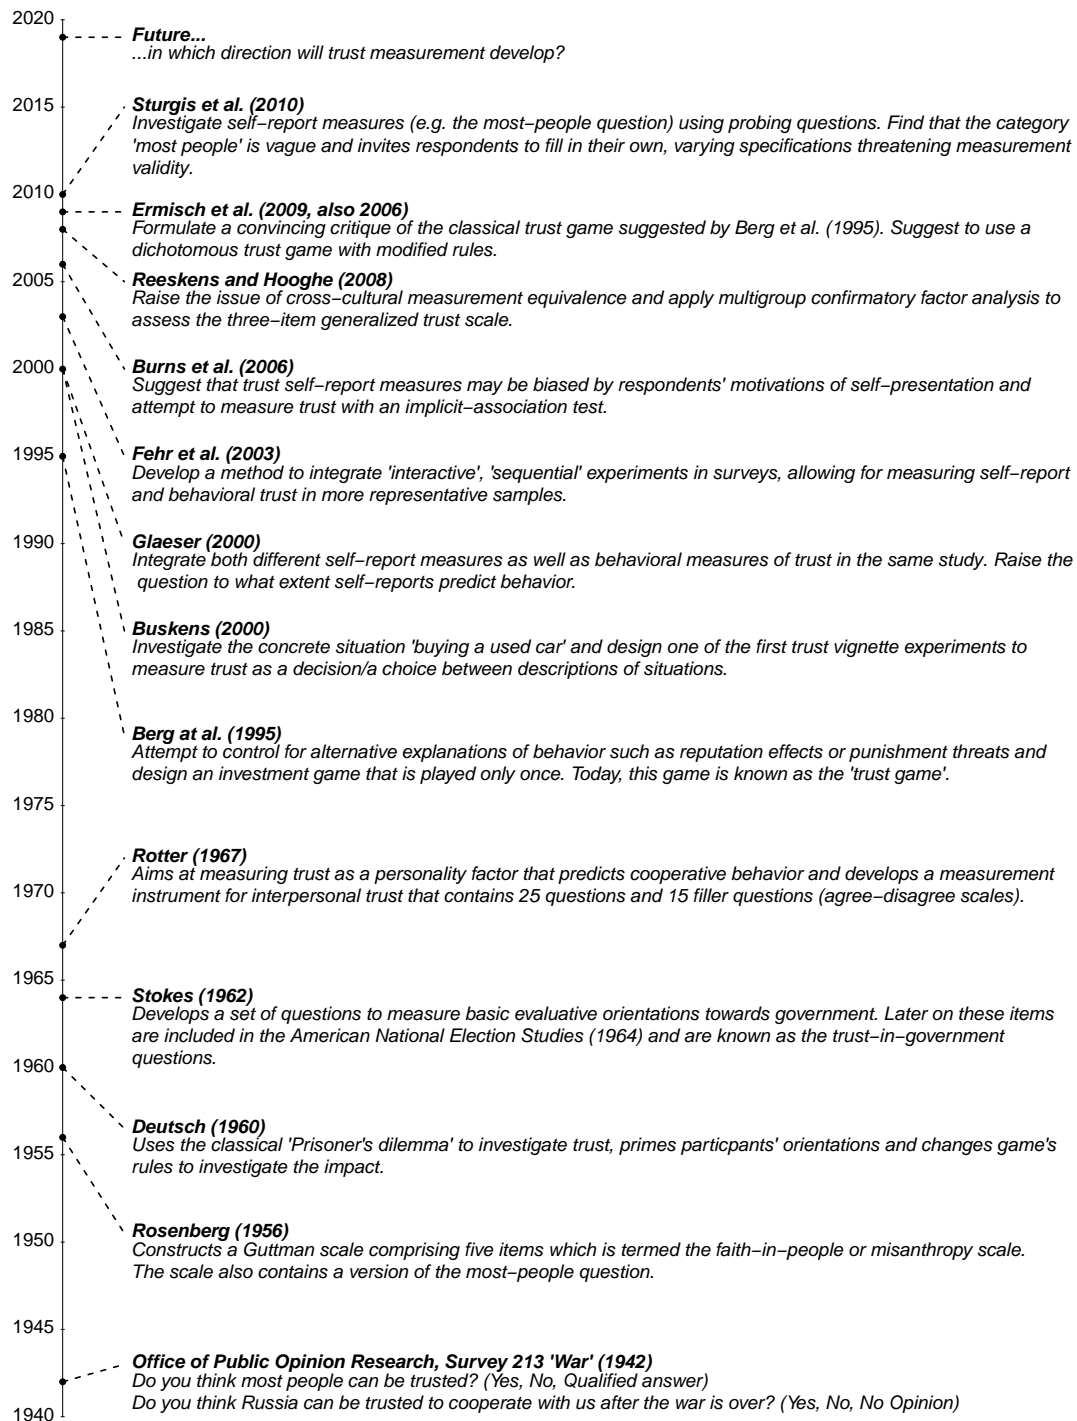 2020
Future...
...in which direction will trust measurement develop?
2015
Sturgis et al. (2010)
Investigate self−report measures (e.g. the most−people question) using probing questions. Find that the category
'most people' is vague and invites respondents to fill in their own, varying specifications threatening measurement
validity.
2010
Ermisch et al. (2009, also 2006)
Formulate a convincing critique of the classical trust game suggested by Berg et al. (1995). Suggest to use a
dichotomous trust game with modified rules.
2005
Reeskens and Hooghe (2008)
Raise the issue of cross−cultural measurement equivalence and apply multigroup confirmatory factor analysis to
assess the three−item generalized trust scale.
2000
Burns et al. (2006)
Suggest that trust self−report measures may be biased by respondents' motivations of self−presentation and
attempt to measure trust with an implicit−association test.
1995
Fehr et al. (2003)
Develop a method to integrate 'interactive', 'sequential' experiments in surveys, allowing for measuring self−report
and behavioral trust in more representative samples.
1990
Glaeser (2000)
Integrate both different self−report measures as well as behavioral measures of trust in the same study. Raise the
question to what extent self−reports predict behavior.
1985
Buskens (2000)
Investigate the concrete situation 'buying a used car' and design one of the first trust vignette experiments to
measure trust as a decision/a choice between descriptions of situations.
1980
Berg at al. (1995)
Attempt to control for alternative explanations of behavior such as reputation effects or punishment threats and
design an investment game that is played only once. Today, this game is known as the 'trust game'.
1975
Rotter (1967)
Aims at measuring trust as a personality factor that predicts cooperative behavior and develops a measurement
1970
instrument for interpersonal trust that contains 25 questions and 15 filler questions (agree−disagree scales).
1965
Stokes (1962)
Develops a set of questions to measure basic evaluative orientations towards government. Later on these items
are included in the American National Election Studies (1964) and are known as the trust−in−government
questions.
1960
Deutsch (1960)
Uses the classical 'Prisoner's dilemma' to investigate trust, primes particpants' orientations and changes game's
1955
rules to investigate the impact.
Rosenberg (1956)
1950
Constructs a Guttman scale comprising five items which is termed the faith−in−people or misanthropy scale.
The scale also contains a version of the most−people question.
1945
Office of Public Opinion Research, Survey 213 'War' (1942)
Do you think most people can be trusted? (Yes, No, Qualified answer)
Do you think Russia can be trusted to cooperate with us after the war is over? (Yes, No, No Opinion)
1940